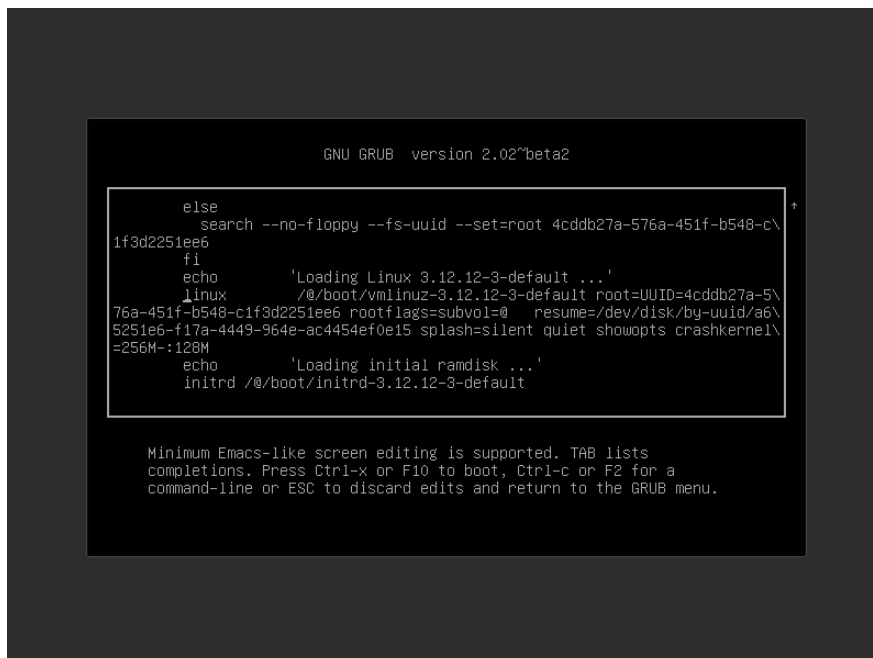 GNU GRUB  version 2.02~beta2
else
search --no-floppy --fs-uuid --set=root 4cddb27a-576a-451f-b548-c\
1f3d2251ee6
fi
echo        'Loading Linux 3.12.12-3-default ...'
linux        /@/boot/vmlinuz-3.12.12-3-default root=UUID=4cddb27a-5\
76a-451f-b548-c1f3d2251ee6 rootflags=subvol=@   resume=/dev/disk/by-uuid/a6\
5251e6-f17a-4449-964e-ac4454ef0e15 splash=silent quiet showopts crashkernel\
=256M-:128M
echo        'Loading initial ramdisk ...'
initrd /@/boot/initrd-3.12.12-3-default
Minimum Emacs-like screen editing is supported. TAB lists
completions. Press Ctrl-x or F10 to boot, Ctrl-c or F2 for a
command-line or ESC to discard edits and return to the GRUB menu.